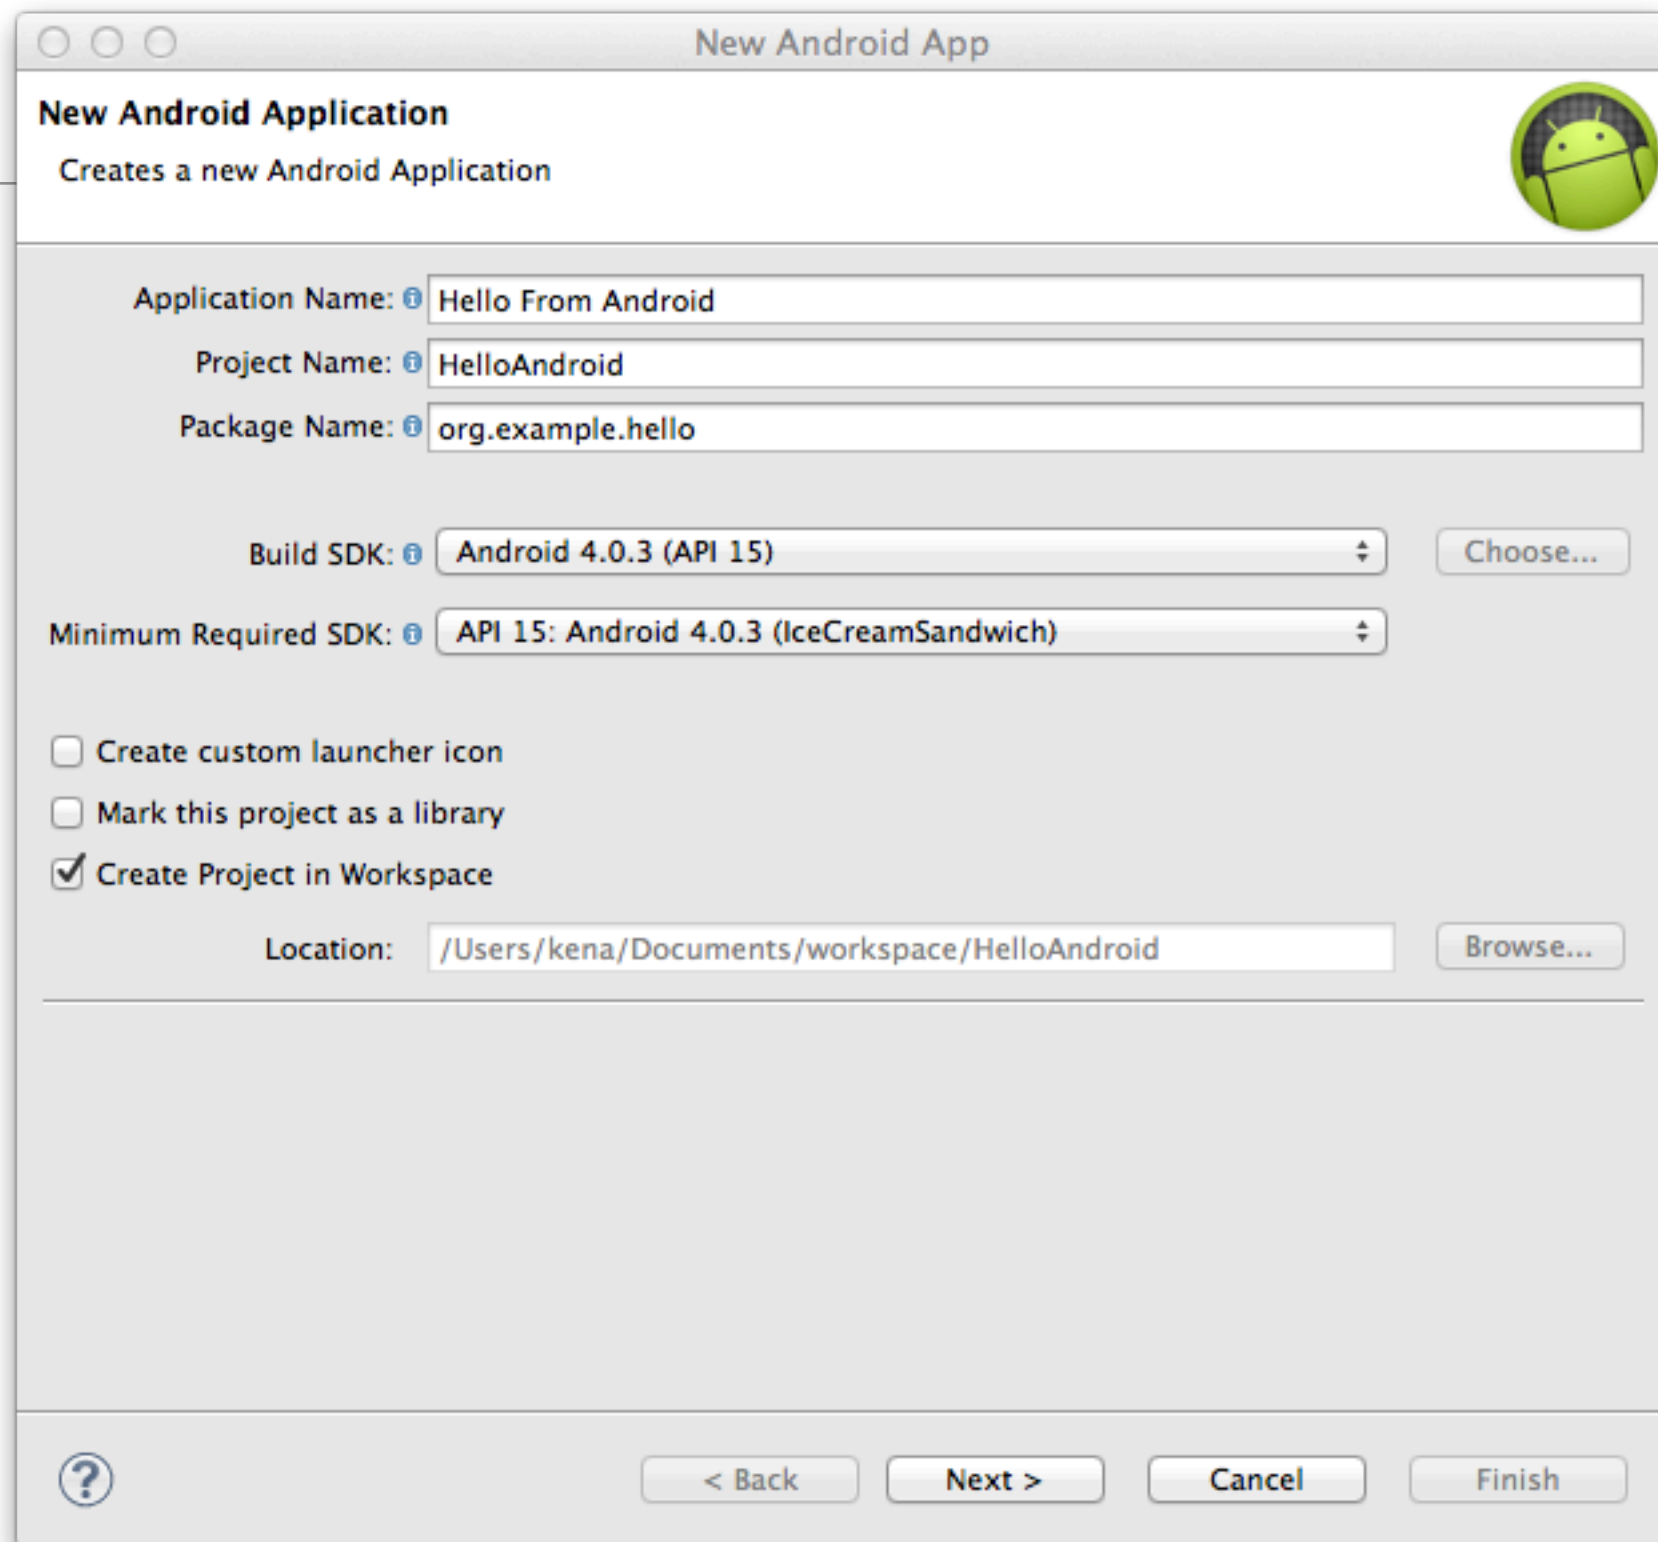 New Android App
New Android Application
Creates a new Android Application
Application Name: Hello From Android
Project Name: HelloAndroid
Package Name: org.example.hello
Build SDK: Android 4.0.3 (API 15) Choose...
Minimum Required SDK: API 15: Android 4.0.3 (IceCreamSandwich)
Create custom launcher icon
Mark this project as a library
Create Project in Workspace
Location: /Users/kena/Documents/workspace/HelloAndroid Browse...
? < Back Next > Cancel Finish